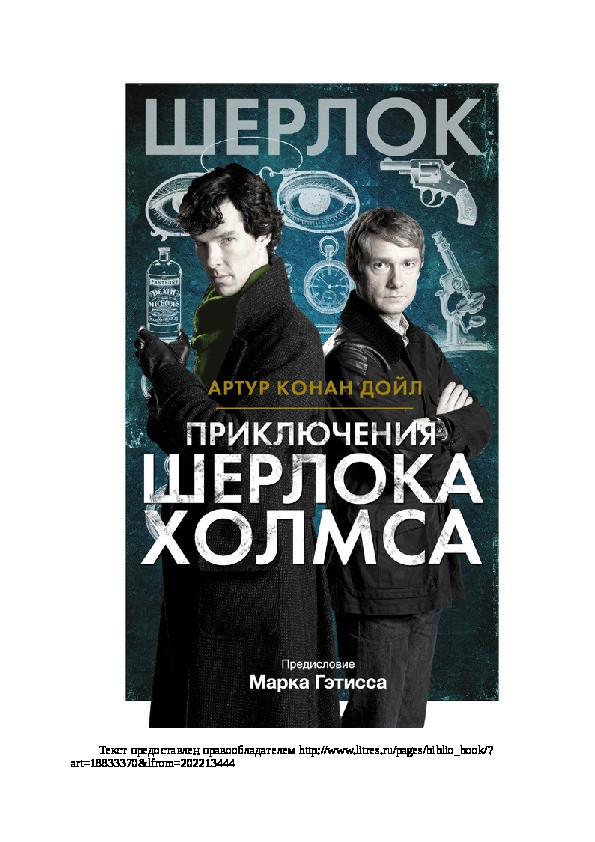 ШЕРЛОК
АРТУР КОНАН ДОЙЛ
ПРИКЛЮЧЕНИЯ
ШЕРЛОКА
ХОЛМСА
Предисловие
Марка Гэтисса
Текст предоставлен правообладателем http://www.litres.ru/pages/biblio_book/?
art=18833370&lfrom=202213444